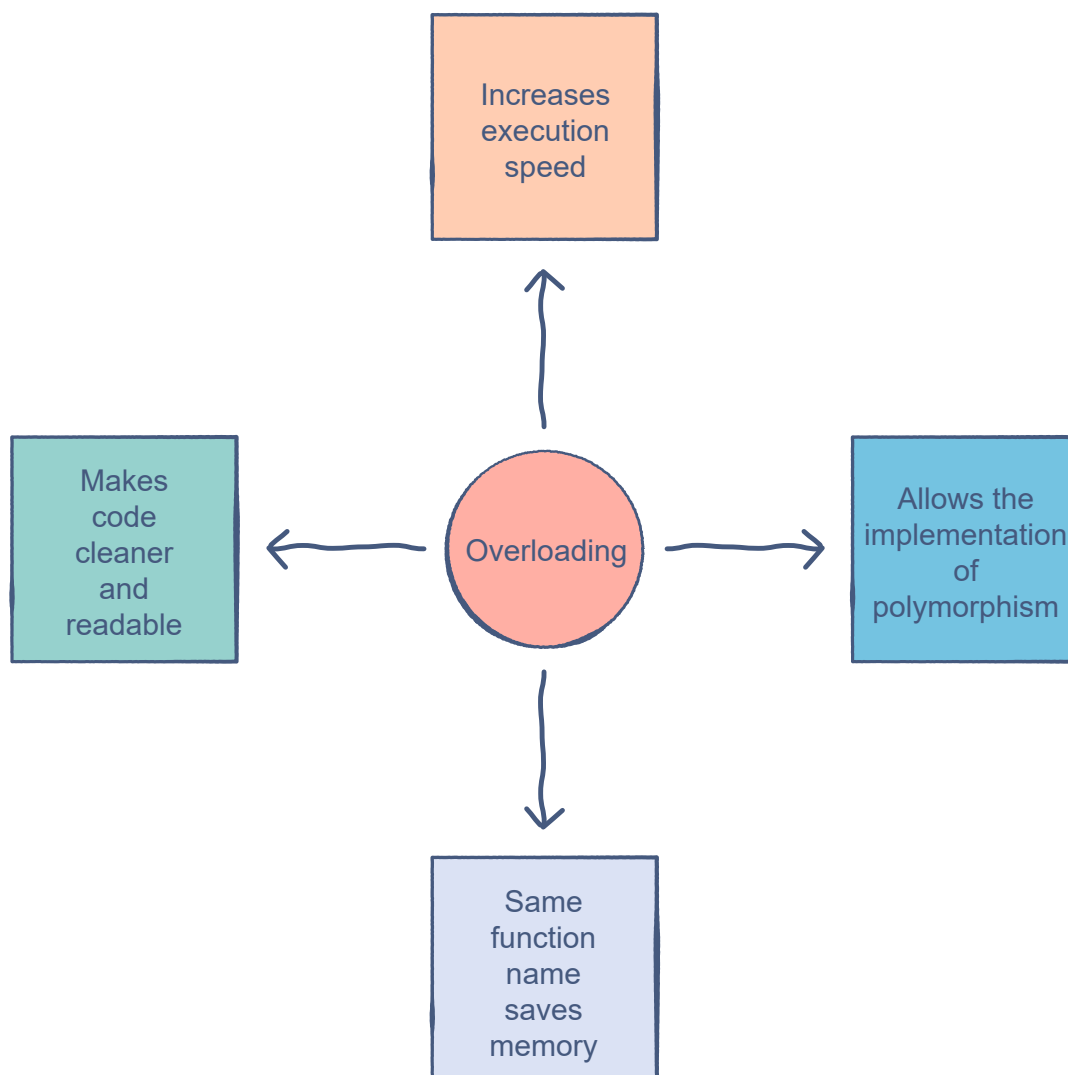 Increases
execution
speed
Makes
code
cleaner
and
readable
Overloading
Allows the
implementation
of
polymorphism
Same
function
name
saves
memory